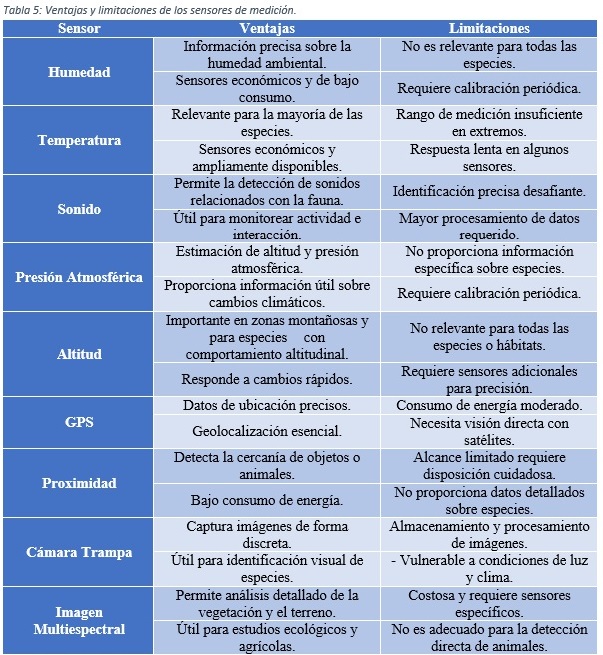 Tabla 5: Ventajas y limitaciones de los sensores de medición.
Sensor Ventajas Limitaciones
Humedad
Información precisa sobre la
humedad ambiental.
No es relevante para todas las
especies.
Sensores económicos y de bajo
consumo.
Requiere calibración periódica.
Temperatura
Relevante para la mayoría de las
especies.
Rango de medición insuficiente
en extremos.
Sensores económicos y
ampliamente disponibles.
Respuesta lenta en algunos
sensores.
Sonido
Permite la detección de sonidos
relacionados con la fauna.
Identificación precisa desafiante.
Útil para monitorear actividad e
interacción.
Mayor procesamiento de datos
requerido.
Presión Atmosférica
Estimación de altitud y presión
atmosférica.
No proporciona información
específica sobre especies.
Proporciona información útil sobre
cambios climáticos.
Requiere calibración periódica.
Altitud
Importante en zonas montañosas y
para especies con
comportamiento altitudinal.
No relevante para todas las
especies o hábitats.
Responde a cambios rápidos.
Requiere sensores adicionales
para precisión.
GPS
Datos de ubicación precisos.
Consumo de energía moderado.
Geolocalización esencial.
Necesita visión directa con
satélites.
Proximidad
Detecta la cercanía de objetos o
animales.
Alcance limitado requiere
disposición cuidadosa.
Bajo consumo de energía.
No proporciona datos detallados
sobre especies.
Cámara Trampa
Captura imágenes de forma
discreta.
Almacenamiento y procesamiento
de imágenes.
Útil para identificación visual de
especies.
- Vulnerable a condiciones de luz
y clima.
Imagen
Multiespectral
Permite análisis detallado de la
vegetación y el terreno.
Costosa y requiere sensores
específicos.
Útil para estudios ecológicos y
agrícolas.
No es adecuado para la detección
directa de animales.